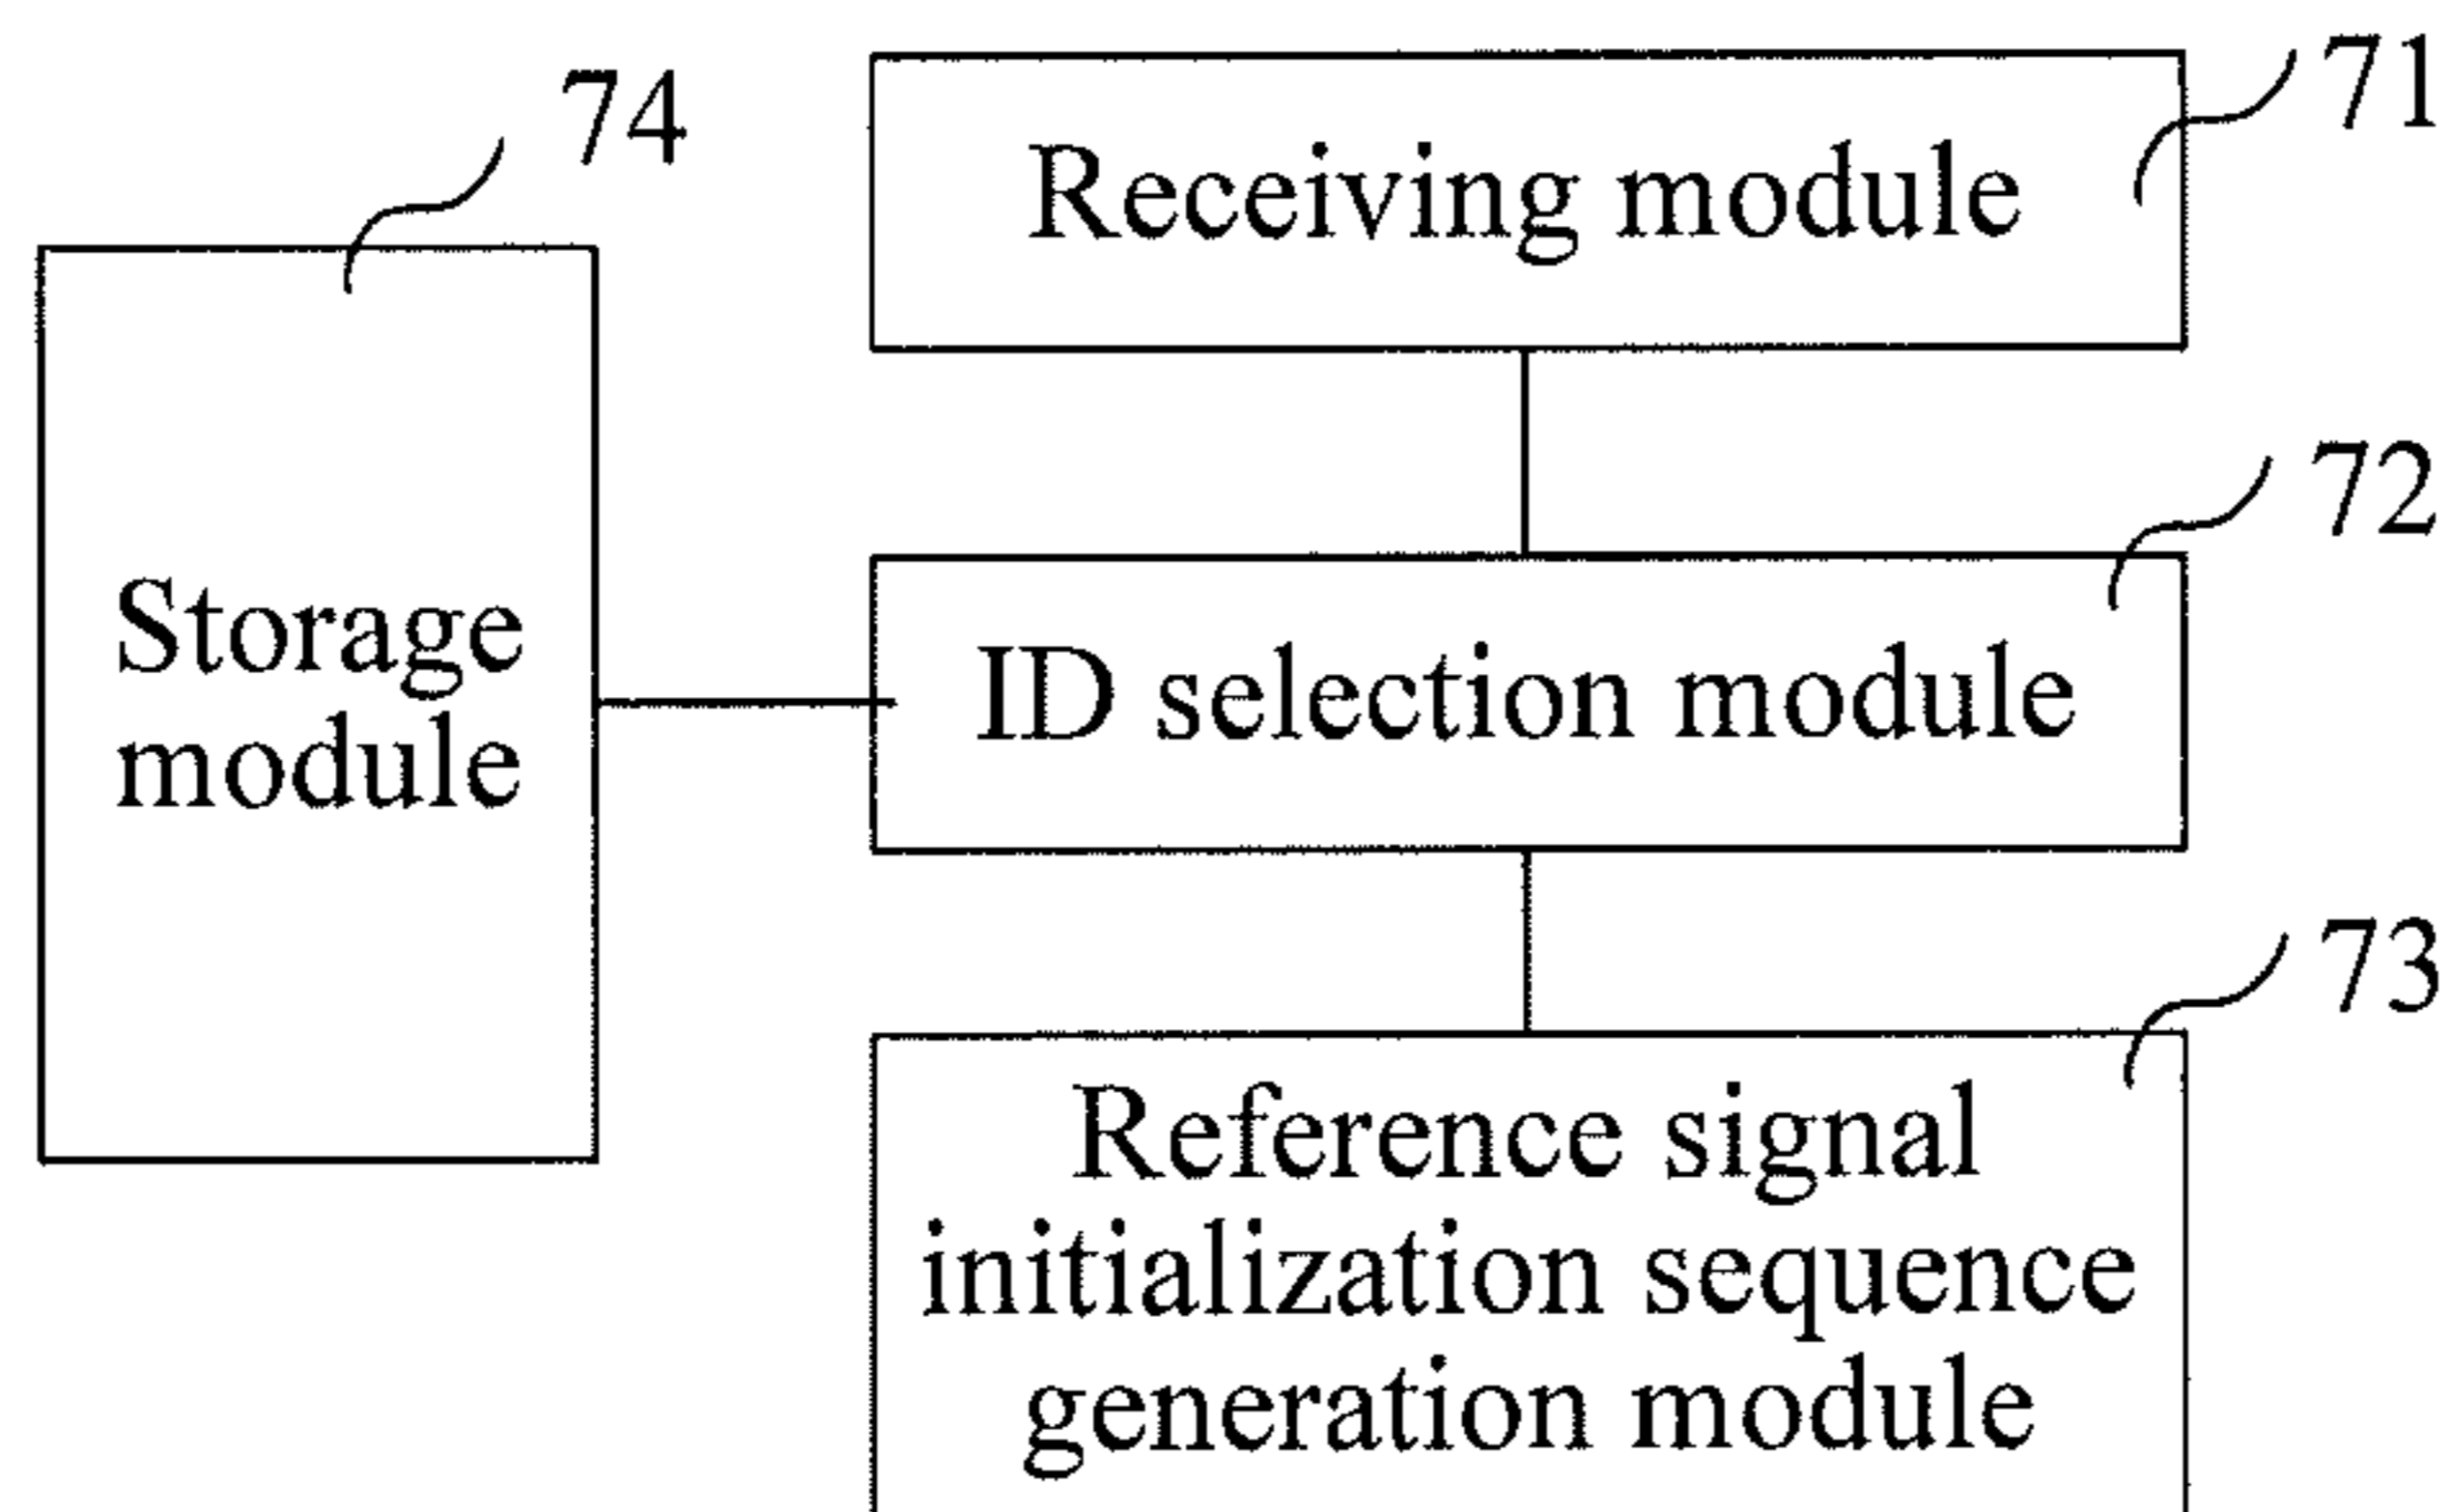 74
71
Receiving module
72
Storage
module
ID selection module
73
Reference signal
initialization sequence
generation module